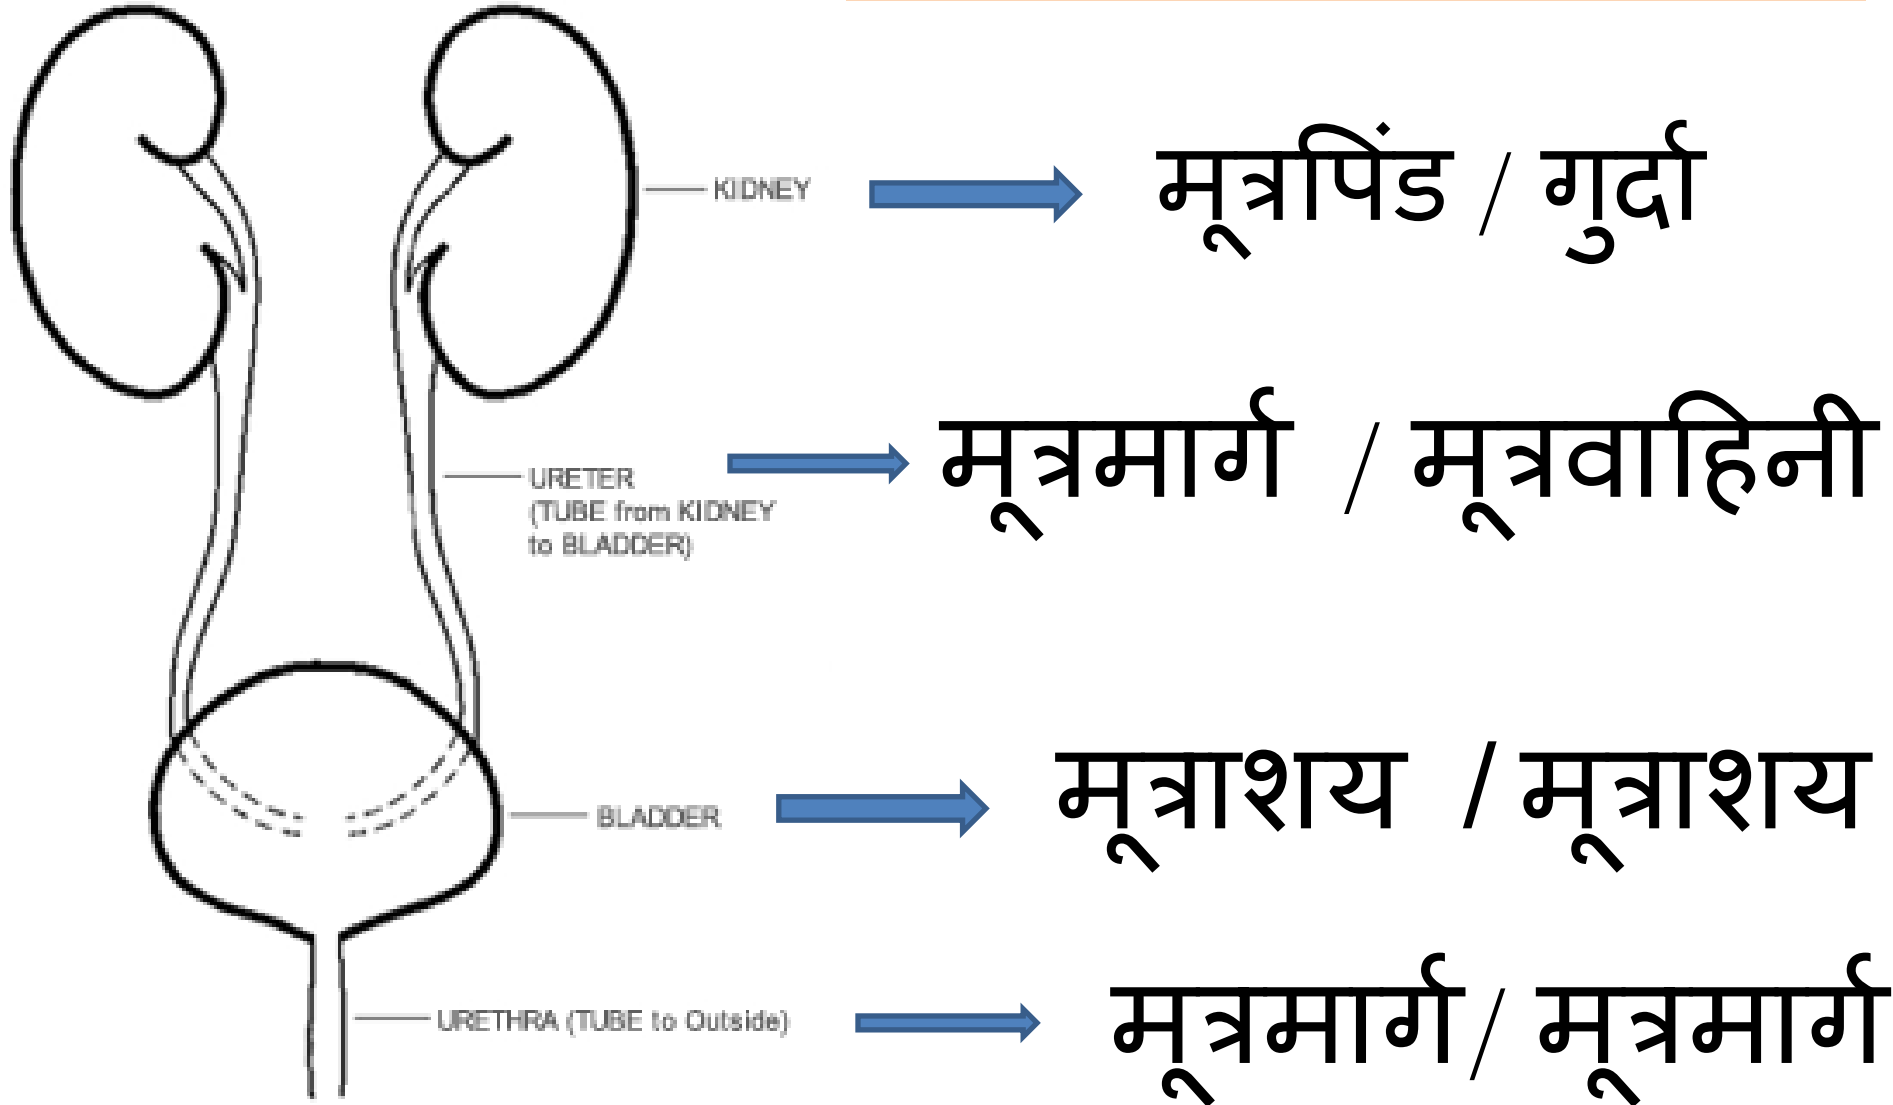 KIDNEY मूत्रपिंड / गुर्दा
URETER मूत्रमार्ग / मूत्रवाहिनी
(TUBE from KIDNEY
to BLADDER)
BLADDER मूत्राशय / मूत्राशय
URETHRA (TUBE to Outside) मूत्रमार्ग / मूत्रमार्ग